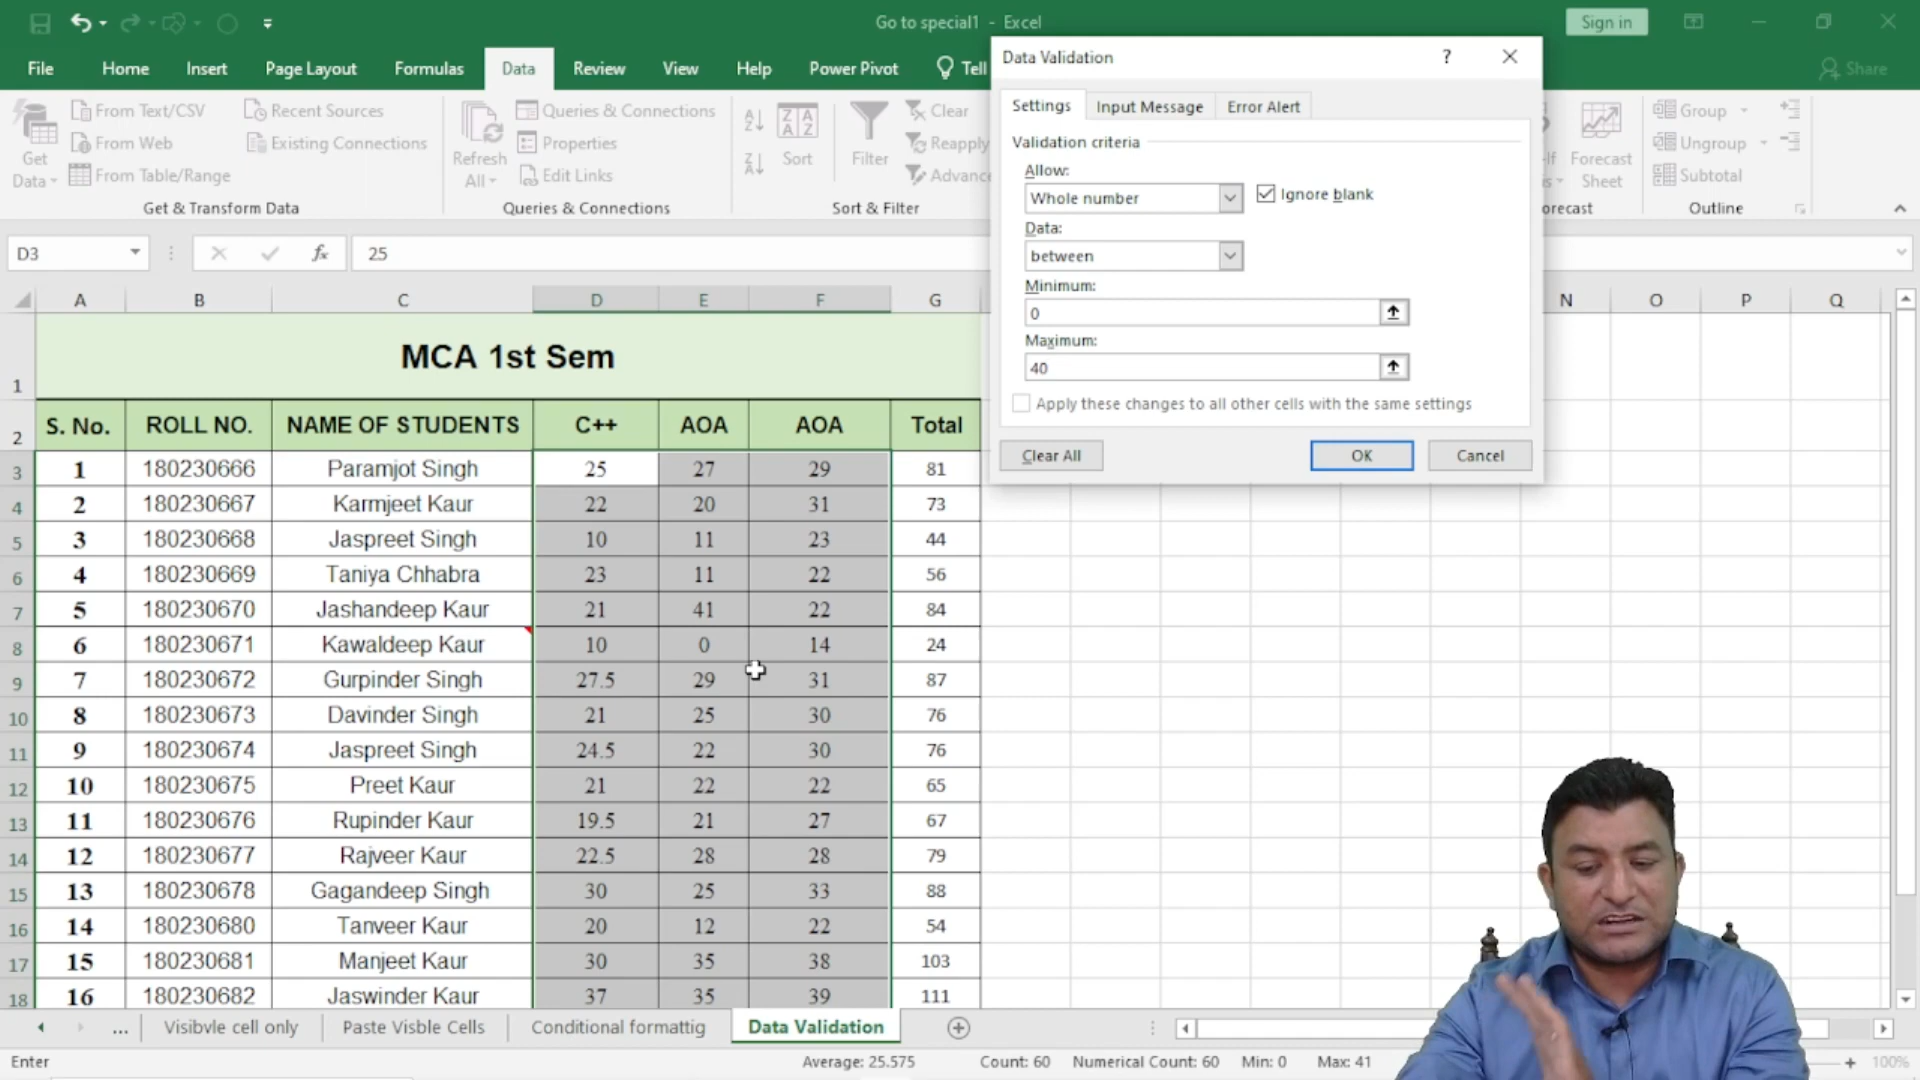 Go to special1 - Excel
Sign in
File Home Insert Page Layout Formulas Data Review View Help Power Pivot Tell
Share
Get Data
From Text/CSV
From Web
From Table/Range
Recent Sources
Existing Connections
Get & Transform Data
Refresh All
Queries & Connections
Properties
Edit Links
Queries & Connections
Sort
Filter
Clear
Reapply
Advance
Sort & Filter
Forecast Sheet
orecast
Group
Ungroup
Subtotal
Outline
Data Validation
?
Settings Input Message Error Alert
Validation criteria
Allow:
Whole number
Ignore blank
Data:
between
Minimum:
0
Maximum:
40
Apply these changes to all other cells with the same settings
Clear All OK Cancel
D3 fx 25
A B C D E F G N O P Q
1 MCA 1st Sem
2 S. No. ROLL NO. NAME OF STUDENTS C++ AOA AOA Total
3 1 180230666 Paramjot Singh 25 27 29 81
4 2 180230667 Karmjeet Kaur 22 20 31 73
5 3 180230668 Jaspreet Singh 10 11 23 44
6 4 180230669 Taniya Chhabra 23 11 22 56
7 5 180230670 Jashandeep Kaur 21 41 22 84
8 6 180230671 Kawaldeep Kaur 10 0 14 24
9 7 180230672 Gurpinder Singh 27.5 29 31 87
10 8 180230673 Davinder Singh 21 25 30 76
11 9 180230674 Jaspreet Singh 24.5 22 30 76
12 10 180230675 Preet Kaur 21 22 22 65
13 11 180230676 Rupinder Kaur 19.5 21 27 67
14 12 180230677 Rajveer Kaur 22.5 28 28 79
15 13 180230678 Gagandeep Singh 30 25 33 88
16 14 180230680 Tanveer Kaur 20 12 22 54
17 15 180230681 Manjeet Kaur 30 35 38 103
18 16 180230682 Jaswinder Kaur 37 35 39 111
... Visibvle cell only Paste Visble Cells Conditional formattig Data Validation
Enter Average: 25.575 Count: 60 Numerical Count: 60 Min: 0 Max: 41 100%